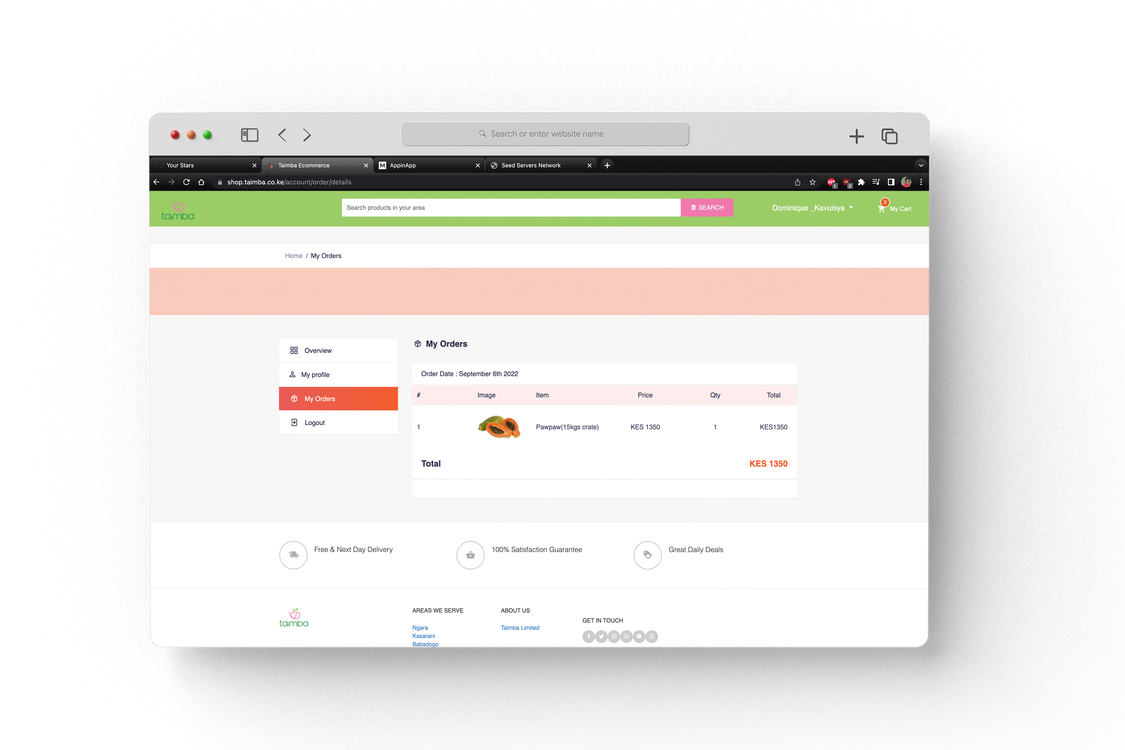 Search or enter website name
Your Stars
Taimba Ecommerce
M AppinApp
Seed Servers Network
shop.taimba.co.ke/account/order/details
taimba
Search products in your area
SEARCH
Dominique _Kavuisya
My Cart
Home / My Orders
Overview
My profile
My Orders
Logout
My Orders
Order Date : September 6th 2022
# Image Item Price Qty Total
1 Pawpaw(15kgs crate) KES 1350 1 KES1350
Total KES 1350
Free & Next Day Delivery
100% Satisfaction Guarantee
Great Daily Deals
taimba
AREAS WE SERVE
Ngara
Kasarani
Babadogo
ABOUT US
Taimba Limited
GET IN TOUCH